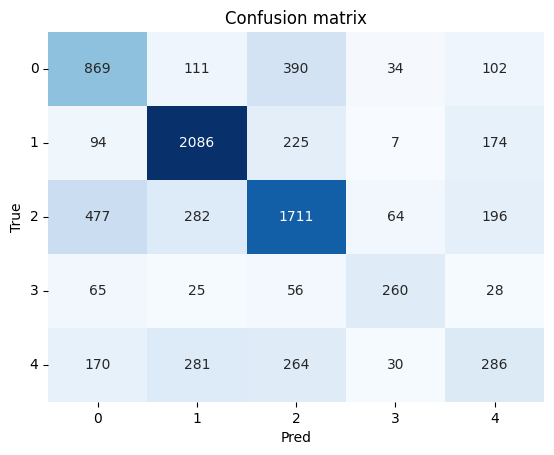 Confusion matrix
0 869 111 390 34 102
1 94 2086 225 7 174
2 477 282 1711 64 196
3 65 25 56 260 28
4 170 281 264 30 286
0 1 2 3 4
True
Pred